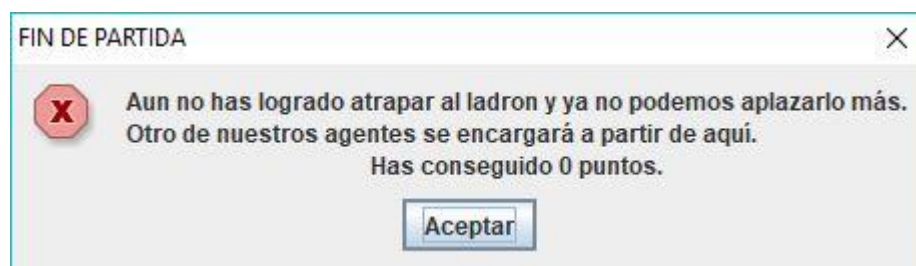 FIN DE PARTIDA
Aun no has logrado atrapar al ladron y ya no podemos aplazarlo más.
Otro de nuestros agentes se encargará a partir de aquí.
Has conseguido 0 puntos.
Aceptar